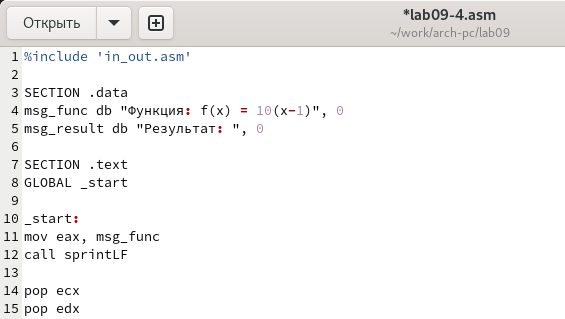 Открыть
*lab09-4.asm
~/work/arch-pc/lab09
1 %include 'in_out.asm'
2
3 SECTION .data
4 msg_func db "Функция: f(x) = 10(x-1)", 0
5 msg_result db "Результат: ", 0
6
7 SECTION .text
8 GLOBAL _start
9
10 _start:
11 mov eax, msg_func
12 call sprintLF
13
14 pop ecx
15 pop edx